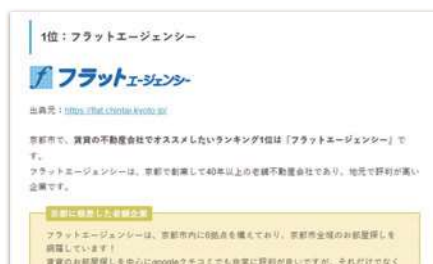 1位：フラットエージェンシー
f フラットエージェンシー
出典元：https://flat.chintai.kyoto.jp/
京都市で、賃貸の不動産会社でオススメしたいランキング1位は「フラットエージェンシー」で
す。
フラットエージェンシーは、京都で創業して40年以上の老舗不動産会社であり、地元で評判が高い
企業です。
京都に根差した老舗企業
フラットエージェンシーは、京都市内に6拠点を構えており、京都市全域のお部屋探しを
網羅しています！
賃貸のお部屋探しを中心にgoogleクチコミでも非常に評判が良いですが、それだけでなく